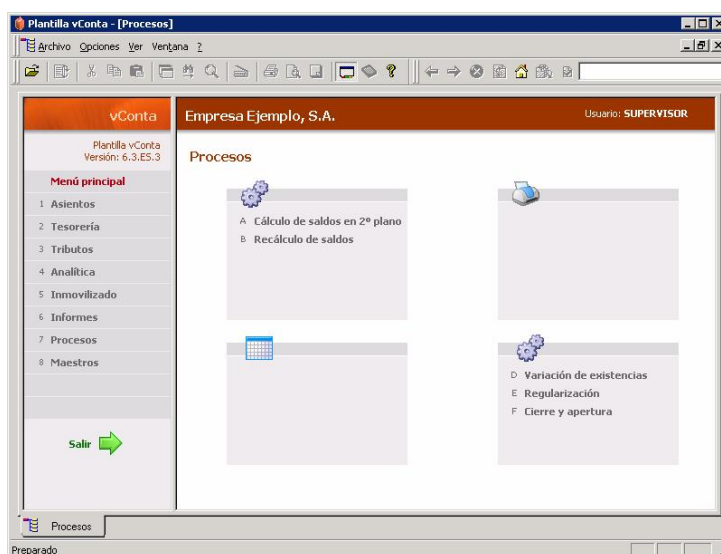 Plantilla vConta - [Procesos]
Archivo Opciones Ver Ventana ?
vConta
Empresa Ejemplo, S.A.
Usuario: SUPERVISOR
Plantilla vConta
Versión: 6.3.ES.3
Procesos
Menú principal
1 Asientos
2 Tesorería
3 Tributos
4 Analítica
5 Inmovilizado
6 Informes
7 Procesos
8 Maestros
Salir
A Cálculo de saldos en 2º plano
B Recálculo de saldos
D Variación de existencias
E Regularización
F Cierre y apertura
Procesos
Preparado